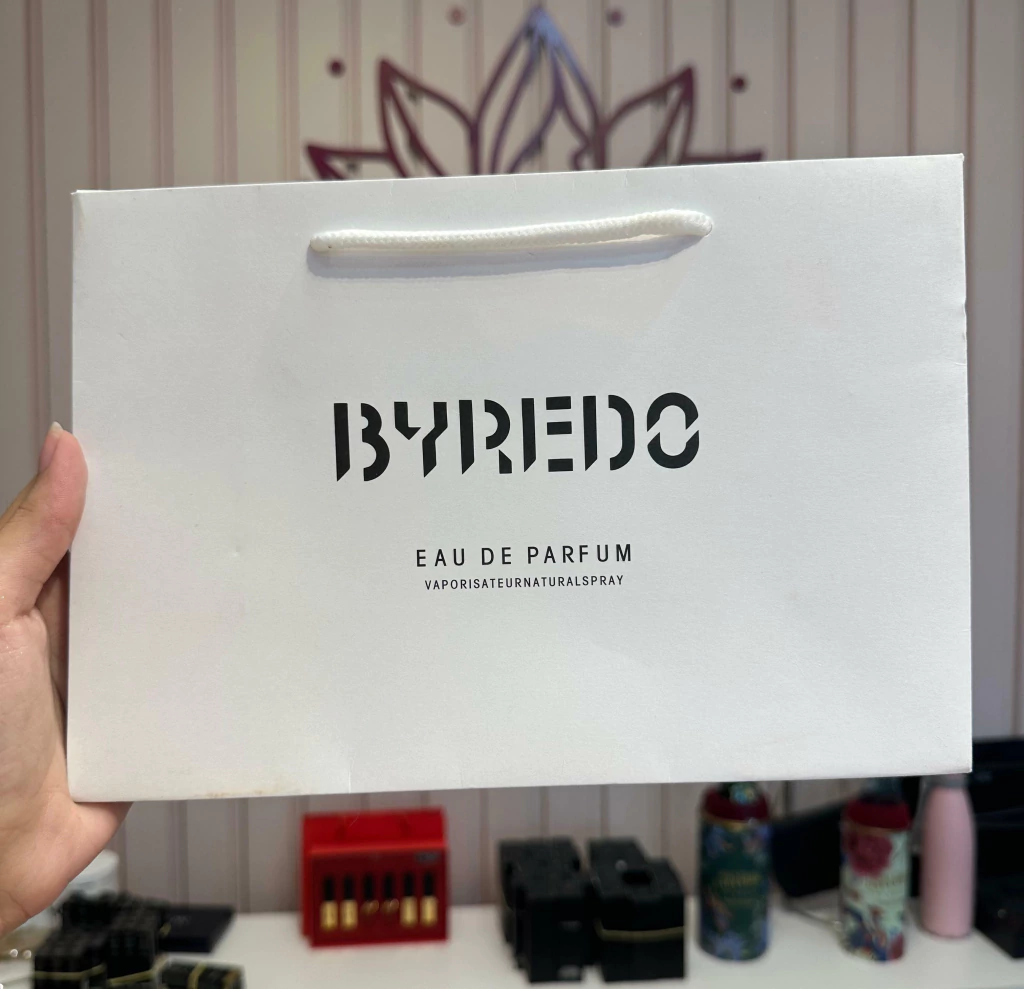 BYREDO
EAU DE PARFUM
VAPORISATEURNATURALSPRAY